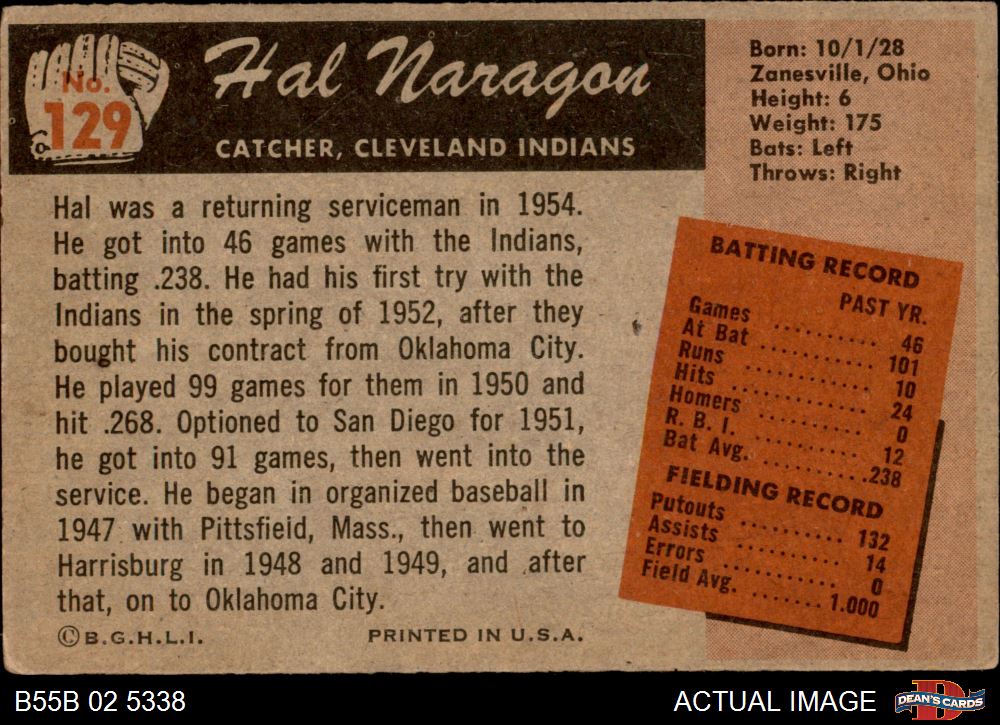 No.
129
Hal Naragon
CATCHER, CLEVELAND INDIANS
Born: 10/1/28
Zanesville, Ohio
Height: 6
Weight: 175
Bats: Left
Throws: Right
Hal was a returning serviceman in 1954.
He got into 46 games with the Indians,
batting .238. He had his first try with the
Indians in the spring of 1952, after they
bought his contract from Oklahoma City.
He played 99 games for them in 1950 and
hit .268. Optioned to San Diego for 1951,
he got into 91 games, then went into the
service. He began in organized baseball in
1947 with Pittsfield, Mass., then went to
Harrisburg in 1948 and 1949, and after
that, on to Oklahoma City.
©B.G.H.L.I. PRINTED IN U.S.A.
BATTING RECORD
PAST YR.
Games ........ 46
At Bat .......... 101
Runs ............ 10
Hits ............ 24
Homers ......... 0
R. B. I. .......... 12
Bat Avg. ........ .238
FIELDING RECORD
Putouts ......... 132
Assists .......... 14
Errors ........... 0
Field Avg. ....... 1.000
B55B 02 5338
ACTUAL IMAGE
DEAN'S CARDS